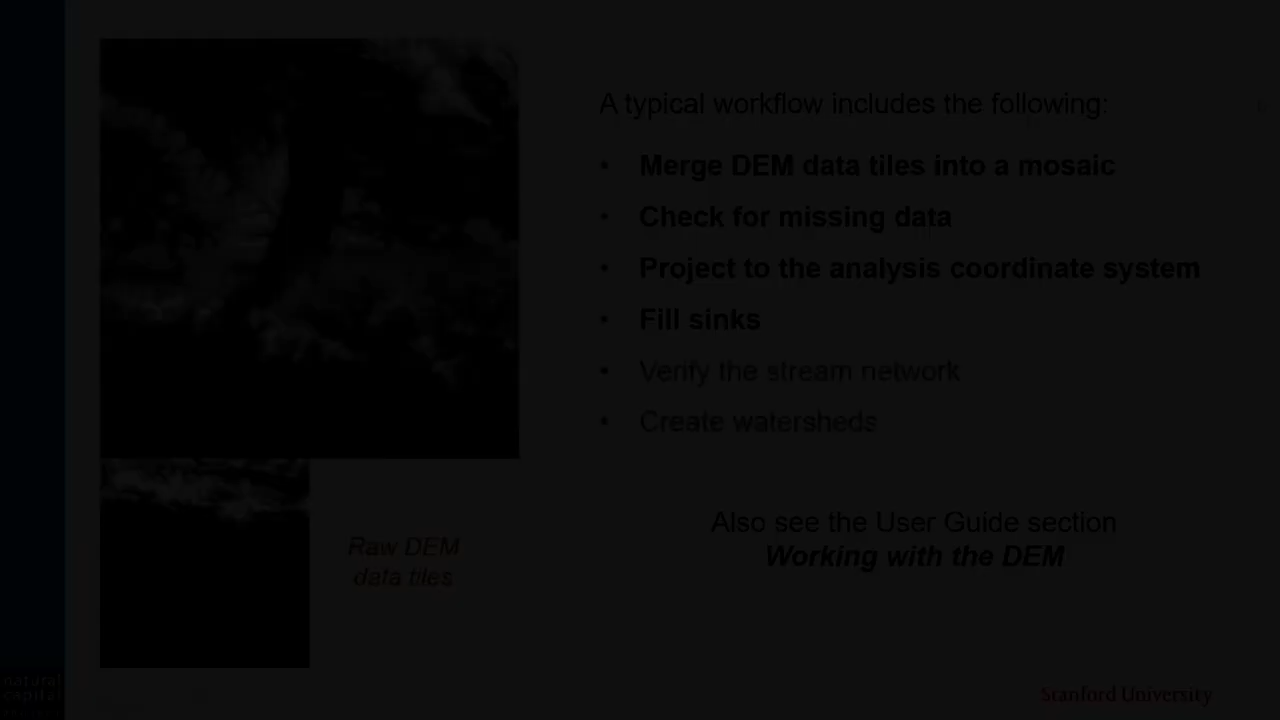 A typical workflow includes the following:
• Merge DEM data tiles into a mosaic
• Check for missing data
• Project to the analysis coordinate system
• Fill sinks
• Verify the stream network
• Create watersheds
Raw DEM
data tiles
Also see the User Guide section
Working with the DEM
natural
capital
Stanford University